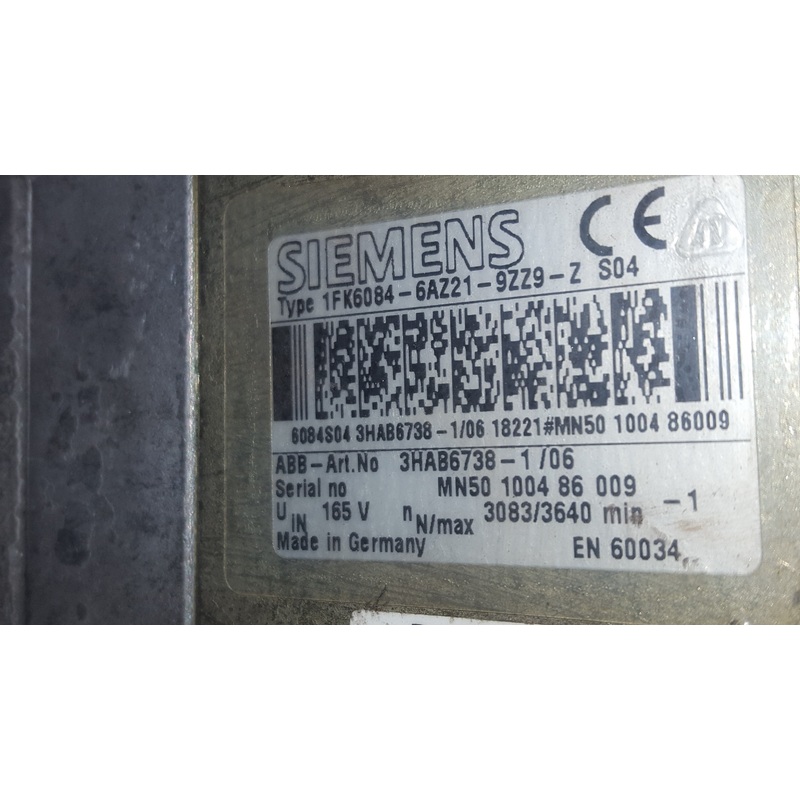 SIEMENS CE
Type 1FK6084-6AZ21-9ZZ9-Z S04
6084S04 3HAB6738-1/06 18221#MN50 1004 86009
ABB-Art.No 3HAB6738-1/06
Serial no MN50 1004 86 009
U IN 165 V n N/max 3083/3640 min -1
Made in Germany EN 60034